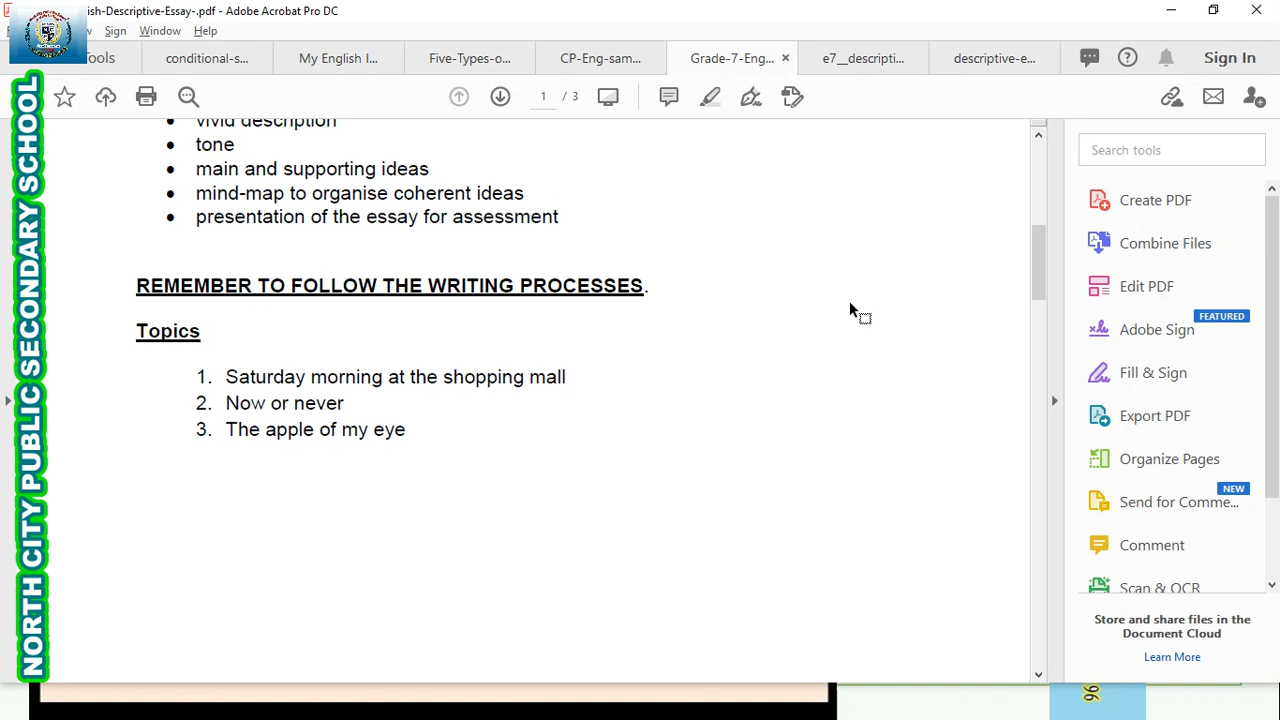 ish-Descriptive-Essay-.pdf - Adobe Acrobat Pro DC
Sign Window Help
Tools conditional-s... My English l... Five-Types-o... CP-Eng-sam... Grade-7-Eng... × e7__descripti... descriptive-e... Sign In
1 / 3
vivid description
• tone
• main and supporting ideas
• mind-map to organise coherent ideas
• presentation of the essay for assessment
REMEMBER TO FOLLOW THE WRITING PROCESSES.
Topics
1. Saturday morning at the shopping mall
2. Now or never
3. The apple of my eye
Search tools
Create PDF
Combine Files
Edit PDF
FEATURED
Adobe Sign
Fill & Sign
Export PDF
Organize Pages
NEW
Send for Comme...
Comment
Scan & OCR
Store and share files in the
Document Cloud
Learn More
NORTH CITY PUBLIC SECONDARY SCHOOL
96